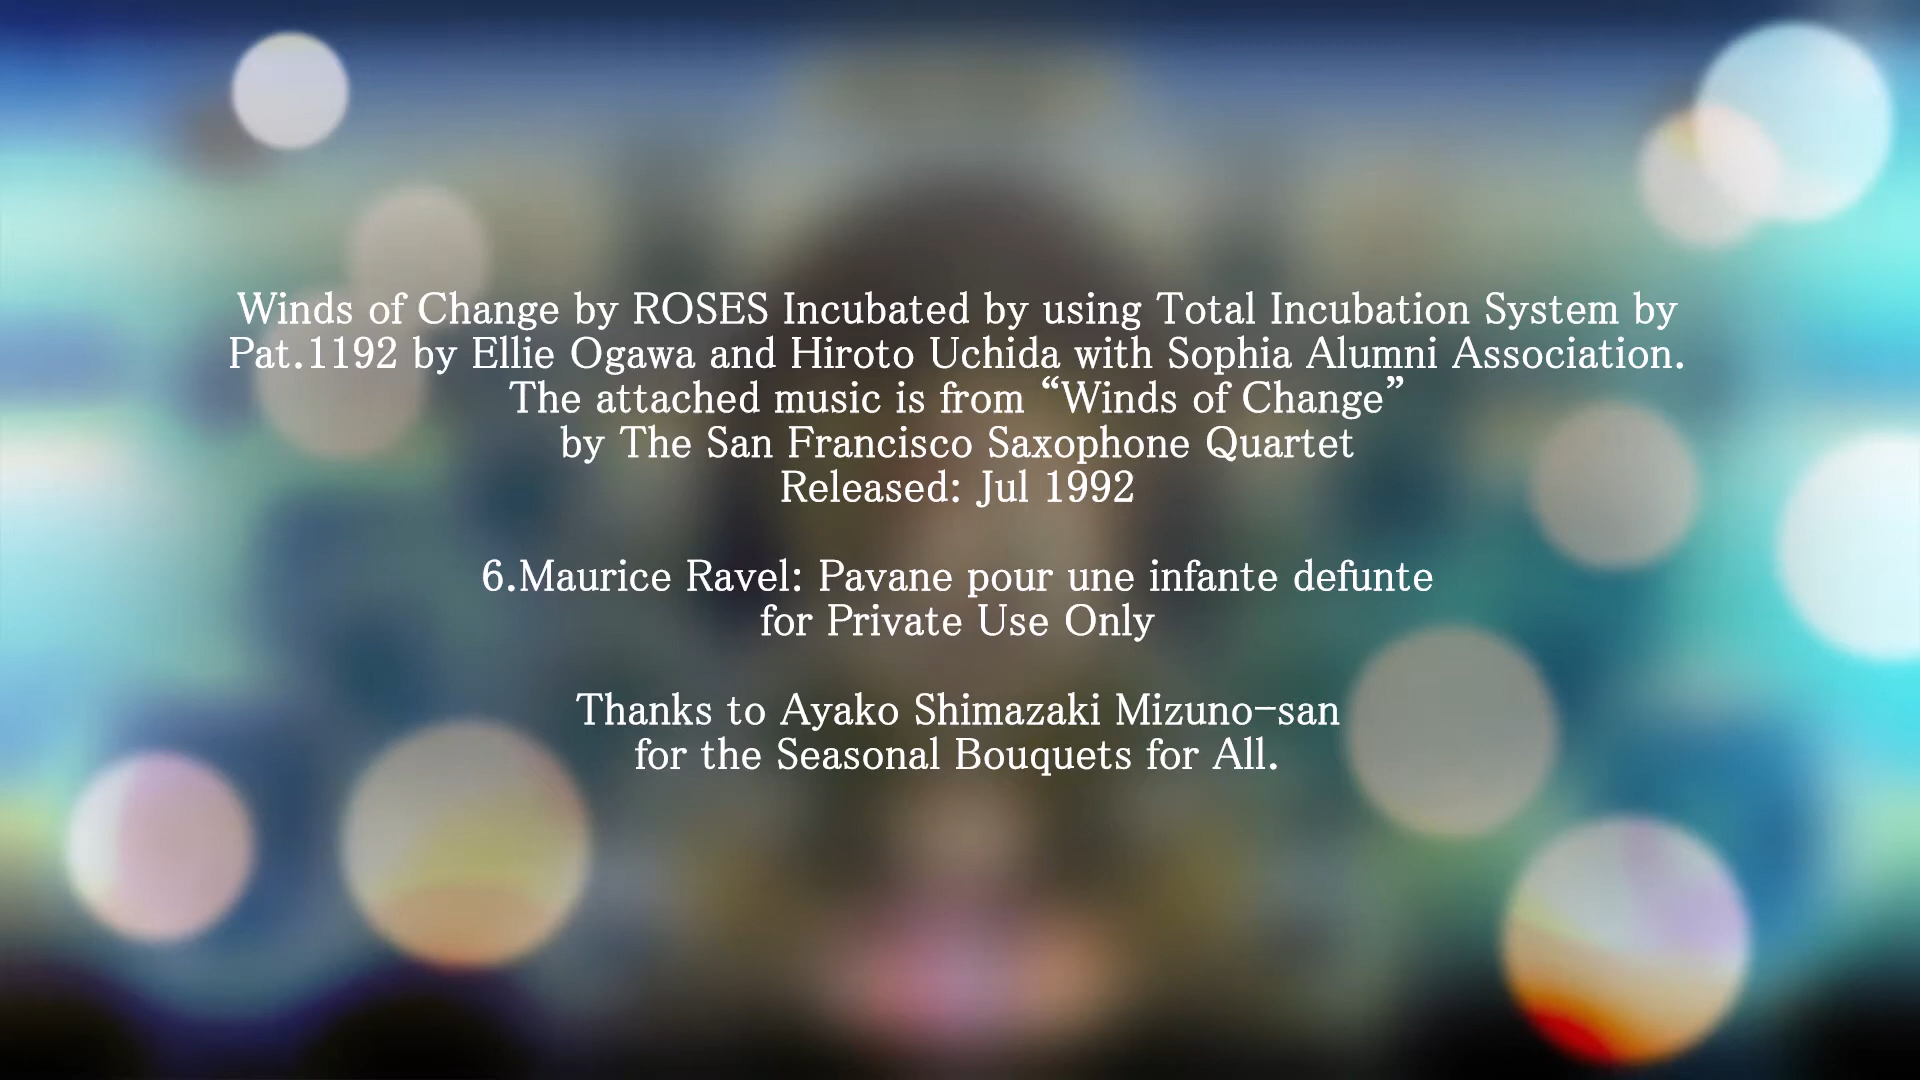 Winds of Change by ROSES Incubated by using Total Incubation System by
Pat.1192 by Ellie Ogawa and Hiroto Uchida with Sophia Alumni Association.
The attached music is from “Winds of Change”
by The San Francisco Saxophone Quartet
Released: Jul 1992
6.Maurice Ravel: Pavane pour une infante defunte
for Private Use Only
Thanks to Ayako Shimazaki Mizuno-san
for the Seasonal Bouquets for All.